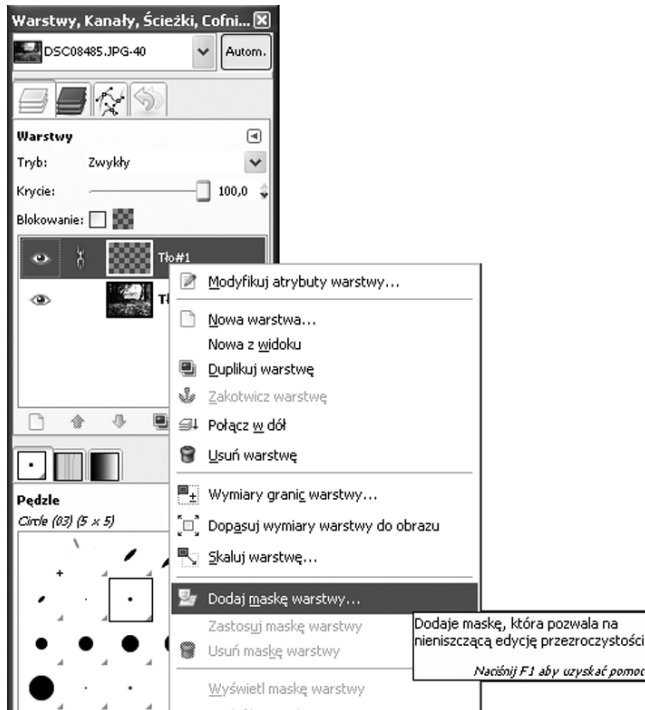 Warstwy, Kanały, Ścieżki, Cofni...
DSC08485.JPG-40
Autom.
Warstwy
Tryb: Zwykły
Krycie: 100,0
Blokowanie:
Tło#1
Modyfikuj atrybuty warstwy...
Nowa warstwa...
Nowa z widoku
Duplikuj warstwę
Zakotwicz warstwę
Połącz w dół
Usuń warstwę
Wymiary granic warstwy...
Dopasuj wymiary warstwy do obrazu
Skaluj warstwę...
Dodaj maskę warstwy...
Zastosuj maskę warstwy
Usuń maskę warstwy
Wyświetl maskę warstwy
Dodaje maskę, która pozwala na
nieniszczącą edycję przezroczystości
Naciśnij F1 aby uzyskać pomoc
Pędzle
Circle (03) (5 × 5)